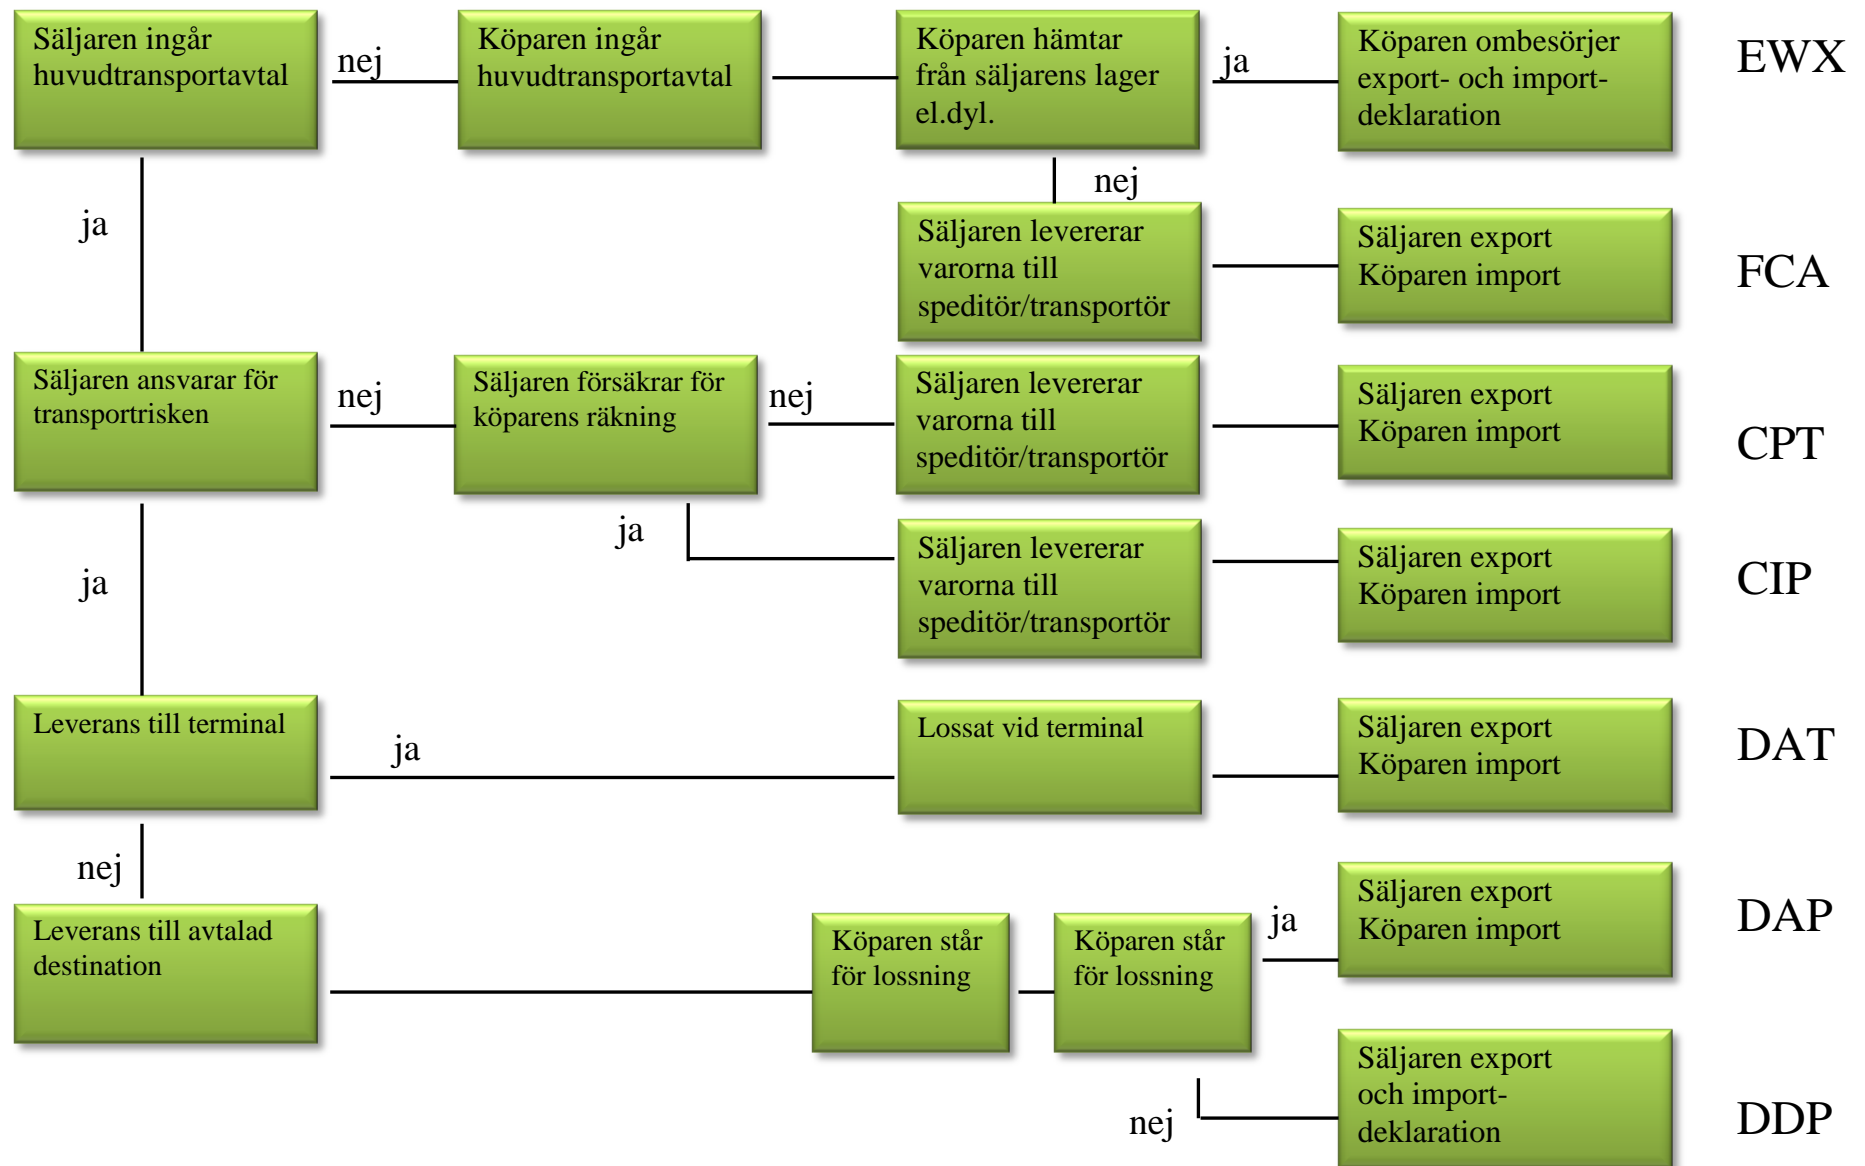 Säljaren ingår
huvudtransportavtal
nej
Köparen ingår
huvudtransportavtal
Köparen hämtar
från säljarens lager
el.dyl.
ja
Köparen ombesörjer
export- och import-
deklaration
EWX
ja
nej
Säljaren levererar
varorna till
speditör/transportör
Säljaren export
Köparen import
FCA
Säljaren ansvarar för
transportrisken
nej
Säljaren försäkrar för
köparens räkning
nej
Säljaren levererar
varorna till
speditör/transportör
Säljaren export
Köparen import
CPT
ja
ja
Säljaren levererar
varorna till
speditör/transportör
Säljaren export
Köparen import
CIP
Leverans till terminal
ja
Lossat vid terminal
Säljaren export
Köparen import
DAT
nej
Leverans till avtalad
destination
Köparen står
för lossning
Köparen står
för lossning
ja
Säljaren export
Köparen import
DAP
nej
Säljaren export
och import-
deklaration
DDP